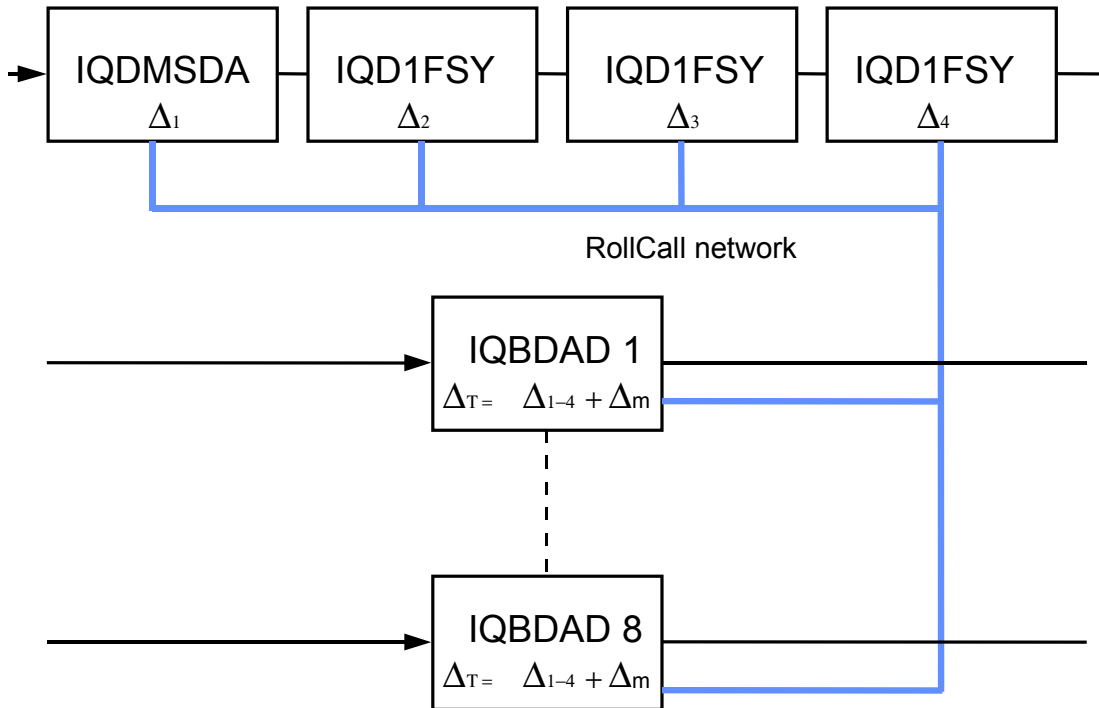 IQDMSDA IQD1FSY IQD1FSY IQD1FSY
Δ1 Δ2 Δ3 Δ4
RollCall network
IQBDAD 1
ΔT = Δ1–4 + Δm
IQBDAD 8
ΔT = Δ1–4 + Δm